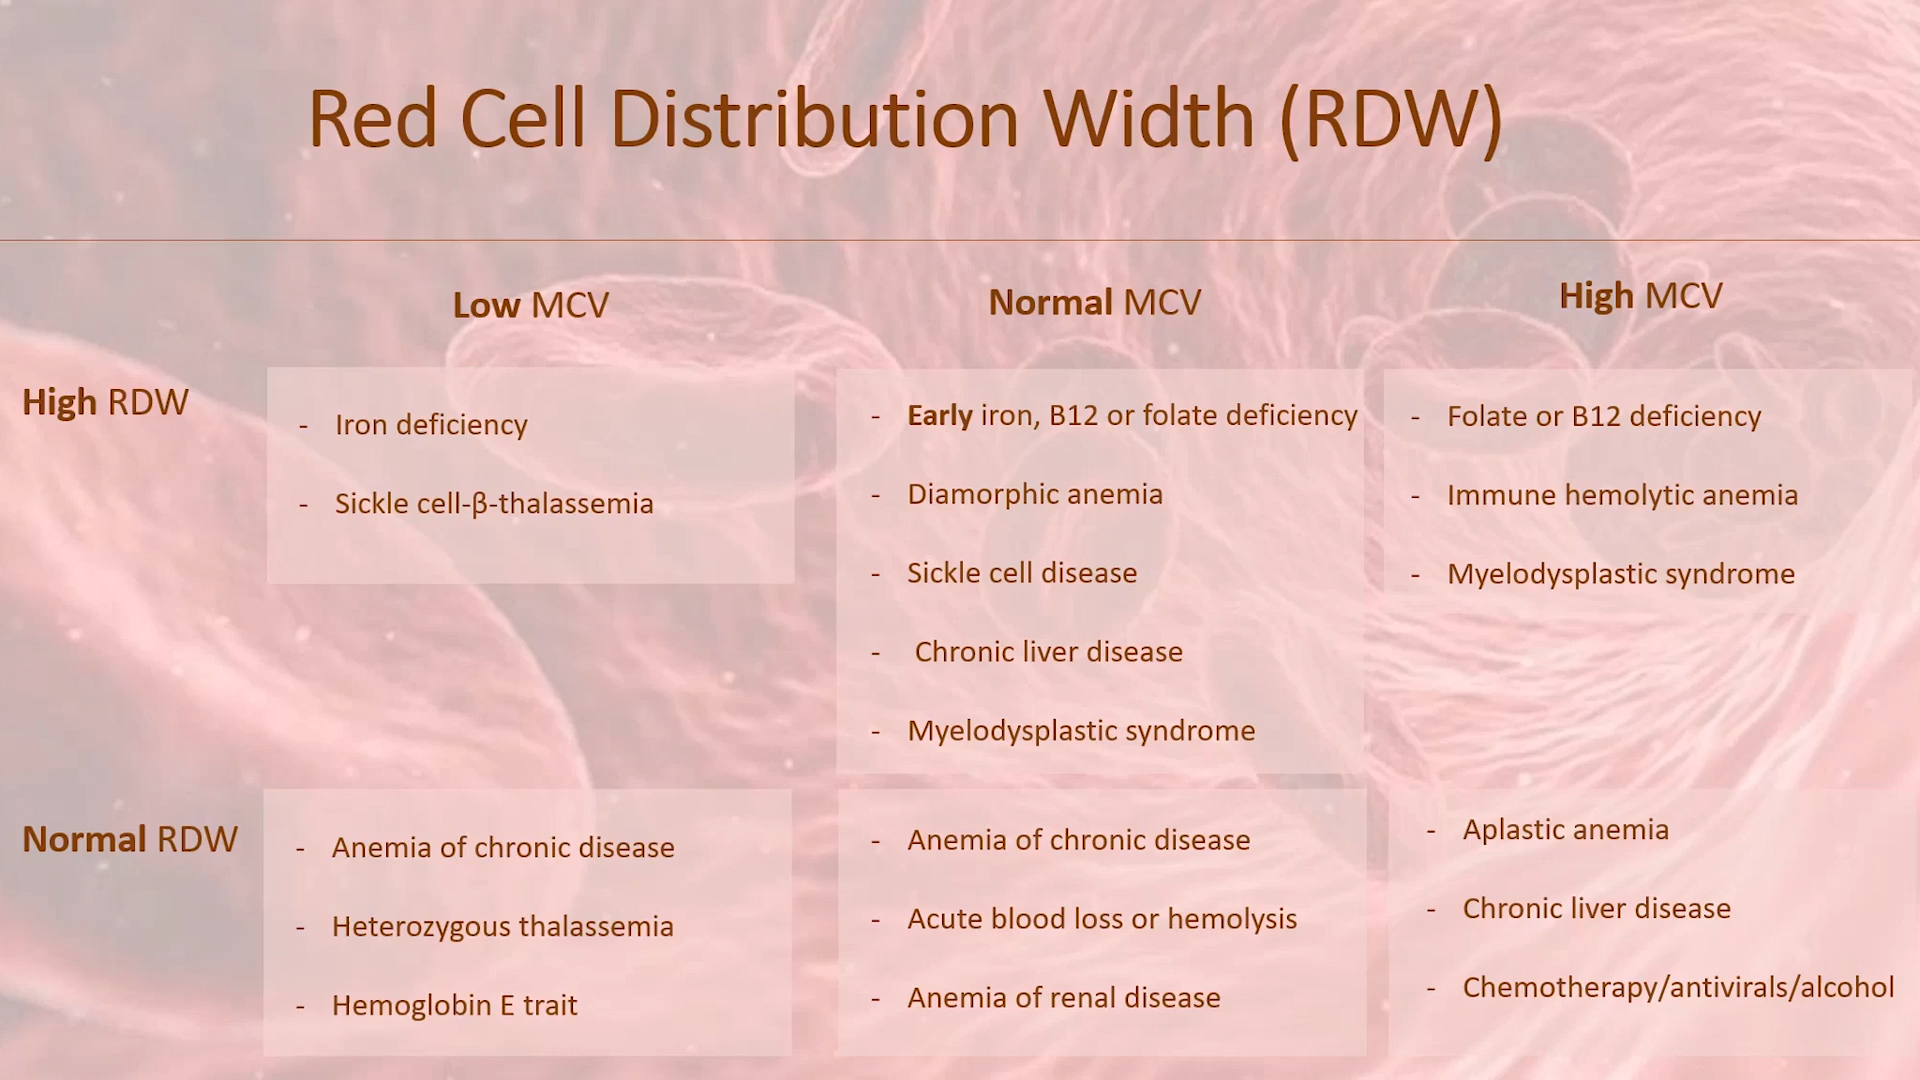 Red Cell Distribution Width (RDW)
Low MCV
Normal MCV
High MCV
High RDW
- Iron deficiency
- Sickle cell-β-thalassemia
- Early iron, B12 or folate deficiency
- Diamorphic anemia
- Sickle cell disease
- Chronic liver disease
- Myelodysplastic syndrome
- Folate or B12 deficiency
- Immune hemolytic anemia
- Myelodysplastic syndrome
Normal RDW
- Anemia of chronic disease
- Heterozygous thalassemia
- Hemoglobin E trait
- Anemia of chronic disease
- Acute blood loss or hemolysis
- Anemia of renal disease
- Aplastic anemia
- Chronic liver disease
- Chemotherapy/antivirals/alcohol